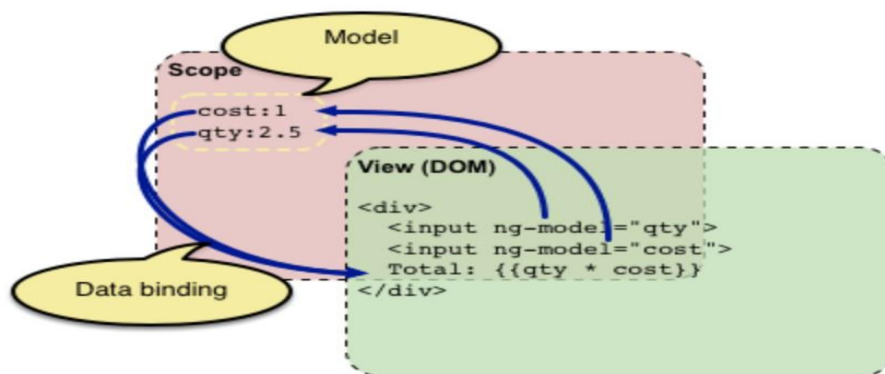 Model
Scope
cost:1
qty:2.5
View (DOM)
<div>
<input ng-model="qty">
<input ng-model="cost">
Total: {{qty * cost}}
</div>
Data binding